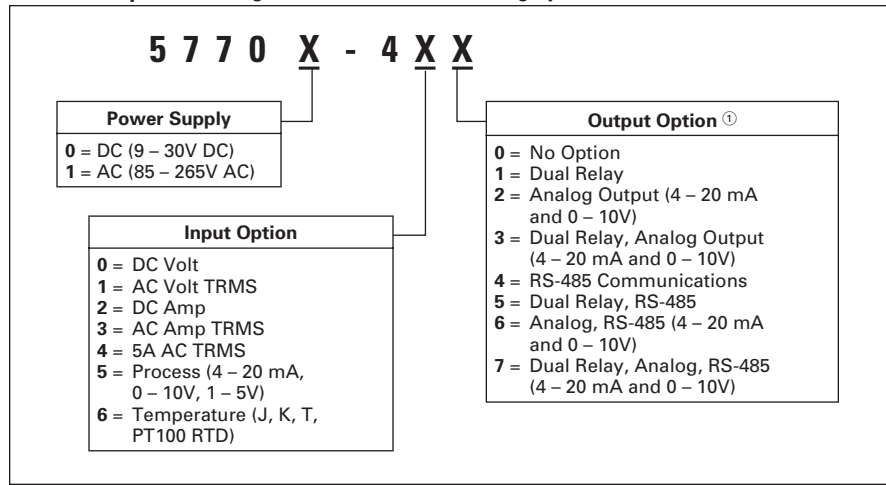 5770X-4XX
Power Supply
0 = DC (9 – 30V DC)
1 = AC (85 – 265V AC)
Input Option
0 = DC Volt
1 = AC Volt TRMS
2 = DC Amp
3 = AC Amp TRMS
4 = 5A AC TRMS
5 = Process (4 – 20 mA,
0 – 10V, 1 – 5V)
6 = Temperature (J, K, T,
PT100 RTD)
Output Option ①
0 = No Option
1 = Dual Relay
2 = Analog Output (4 – 20 mA
and 0 – 10V)
3 = Dual Relay, Analog Output
(4 – 20 mA and 0 – 10V)
4 = RS-485 Communications
5 = Dual Relay, RS-485
6 = Analog, RS-485 (4 – 20 mA
and 0 – 10V)
7 = Dual Relay, Analog, RS-485
(4 – 20 mA and 0 – 10V)